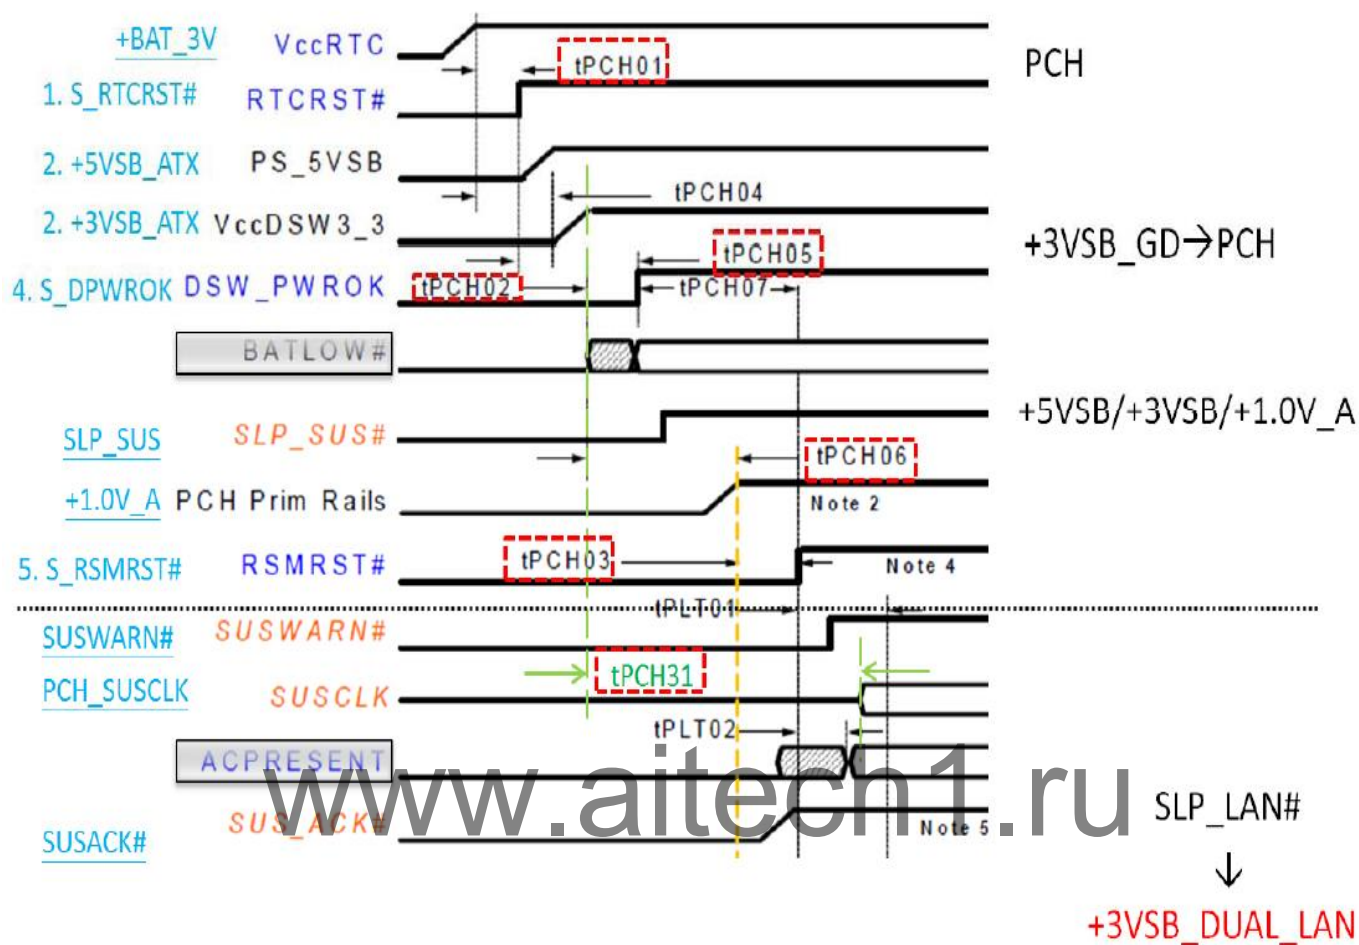 +BAT_3V VccRTC tPCH01 PCH
1. S_RTCRST# RTCRST#
2. +5VSB_ATX PS_5VSB
tPCH04
2. +3VSB_ATX VccDSW3_3
tPCH05 +3VSB_GD→PCH
4. S_DPWROK DSW_PWROK tPCH02 tPCH07
BATLOW#
+5VSB/+3VSB/+1.0V_A
SLP_SUS SLP_SUS#
tPCH06
+1.0V_A PCH Prim Rails Note 2
5. S_RSMRST# RSMRST# tPCH03 Note 4
tPLT01
SUSWARN# SUSWARN#
tPCH31
PCH_SUSCLK SUSCLK
tPLT02
ACPRESENT
www.aitech1.ru
SLP_LAN#
SUSACK# SUS_ACK# Note 5
↓
+3VSB_DUAL_LAN